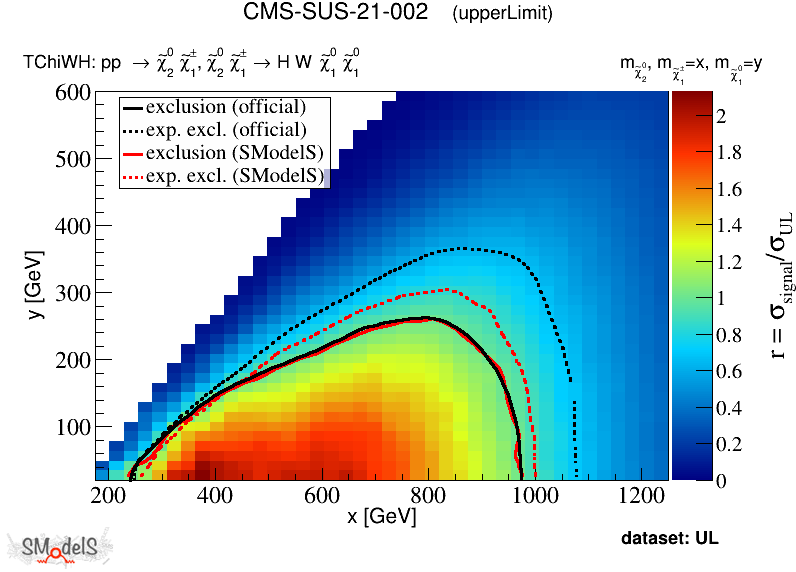 CMS-SUS-21-002 (upperLimit)
TChiWH: pp → χ̃₂⁰ χ̃₁±, χ̃₂⁰ χ̃₁± → H W χ̃₁⁰ χ̃₁⁰
m_χ̃₂⁰, m_χ̃₁±=x, m_χ̃₁⁰=y
exclusion (official)
exp. excl. (official)
exclusion (SModelS)
exp. excl. (SModelS)
600
500
400
300
200
100
y [GeV]
200 400 600 800 1000 1200
x [GeV]
2
1.8
1.6
1.4
1.2
1
0.8
0.6
0.4
0.2
0
r = σ_signal/σ_UL
SModelS
dataset: UL